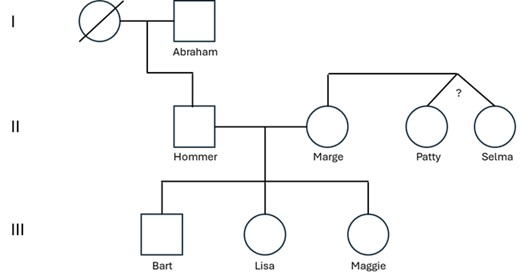 I
Abraham
?
II
Hommer
Marge
Patty
Selma
III
Bart
Lisa
Maggie